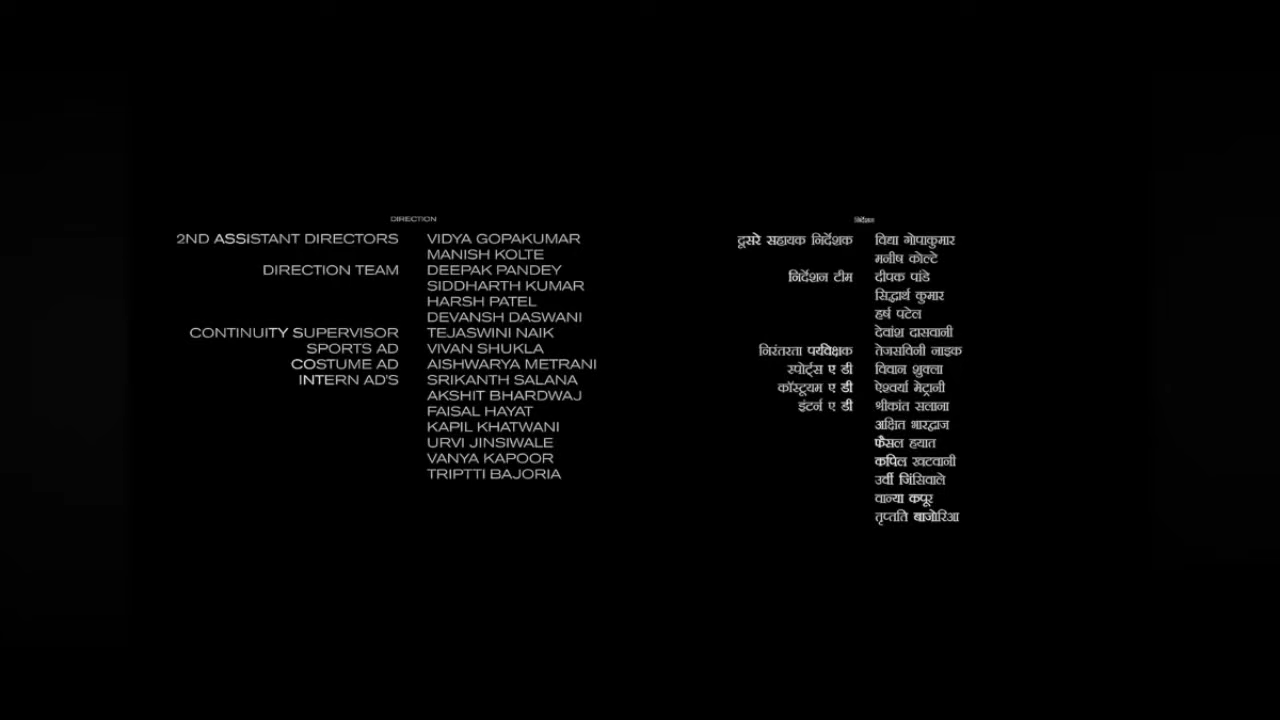 DIRECTION
2ND ASSISTANT DIRECTORS VIDYA GOPAKUMAR
MANISH KOLTE
DIRECTION TEAM DEEPAK PANDEY
SIDDHARTH KUMAR
HARSH PATEL
DEVANSH DASWANI
CONTINUITY SUPERVISOR TEJASWINI NAIK
SPORTS AD VIVAN SHUKLA
COSTUME AD AISHWARYA METRANI
INTERN AD'S SRIKANTH SALANA
AKSHIT BHARDWAJ
FAISAL HAYAT
KAPIL KHATWANI
URVI JINSIWALE
VANYA KAPOOR
TRIPTTI BAJORIA
निर्देशन
दूसरे सहायक निर्देशक विद्या गोपाकुमार
मनीष कोल्टे
निर्देशन टीम दीपक पांडे
सिद्धार्थ कुमार
हर्ष पटेल
देवांश दासवानी
निरंतरता पर्यवेक्षक तेजसविनी नाइक
स्पोर्ट्स ए डी विवान शुक्ला
कॉस्ट्यूम ए डी ऐश्वर्या मेट्रानी
इंटर्न ए डी श्रीकांत सलाना
अक्षित भारद्वाज
फैसल हयात
कपिल खटवानी
उर्वी जिंसिवाले
वान्या कपूर
तृप्तति बाजोरिआ